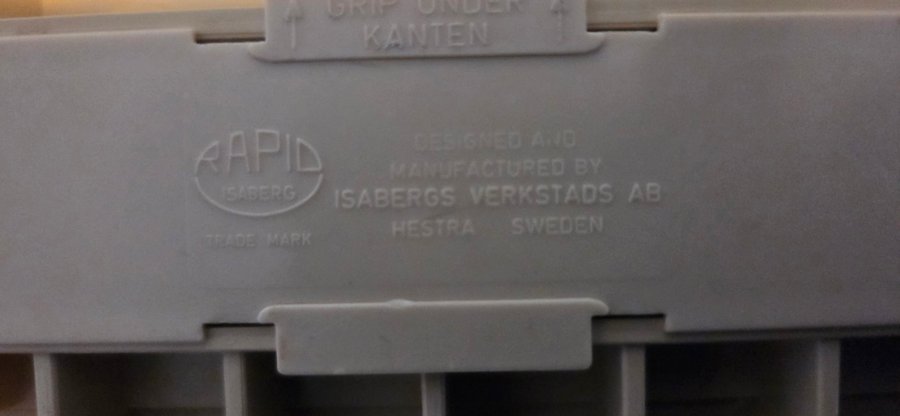 GRIP UNDER
KANTEN
RAPID
ISABERG
TRADE MARK
DESIGNED AND
MANUFACTURED BY
ISABERGS VERKSTADS AB
HESTRA SWEDEN